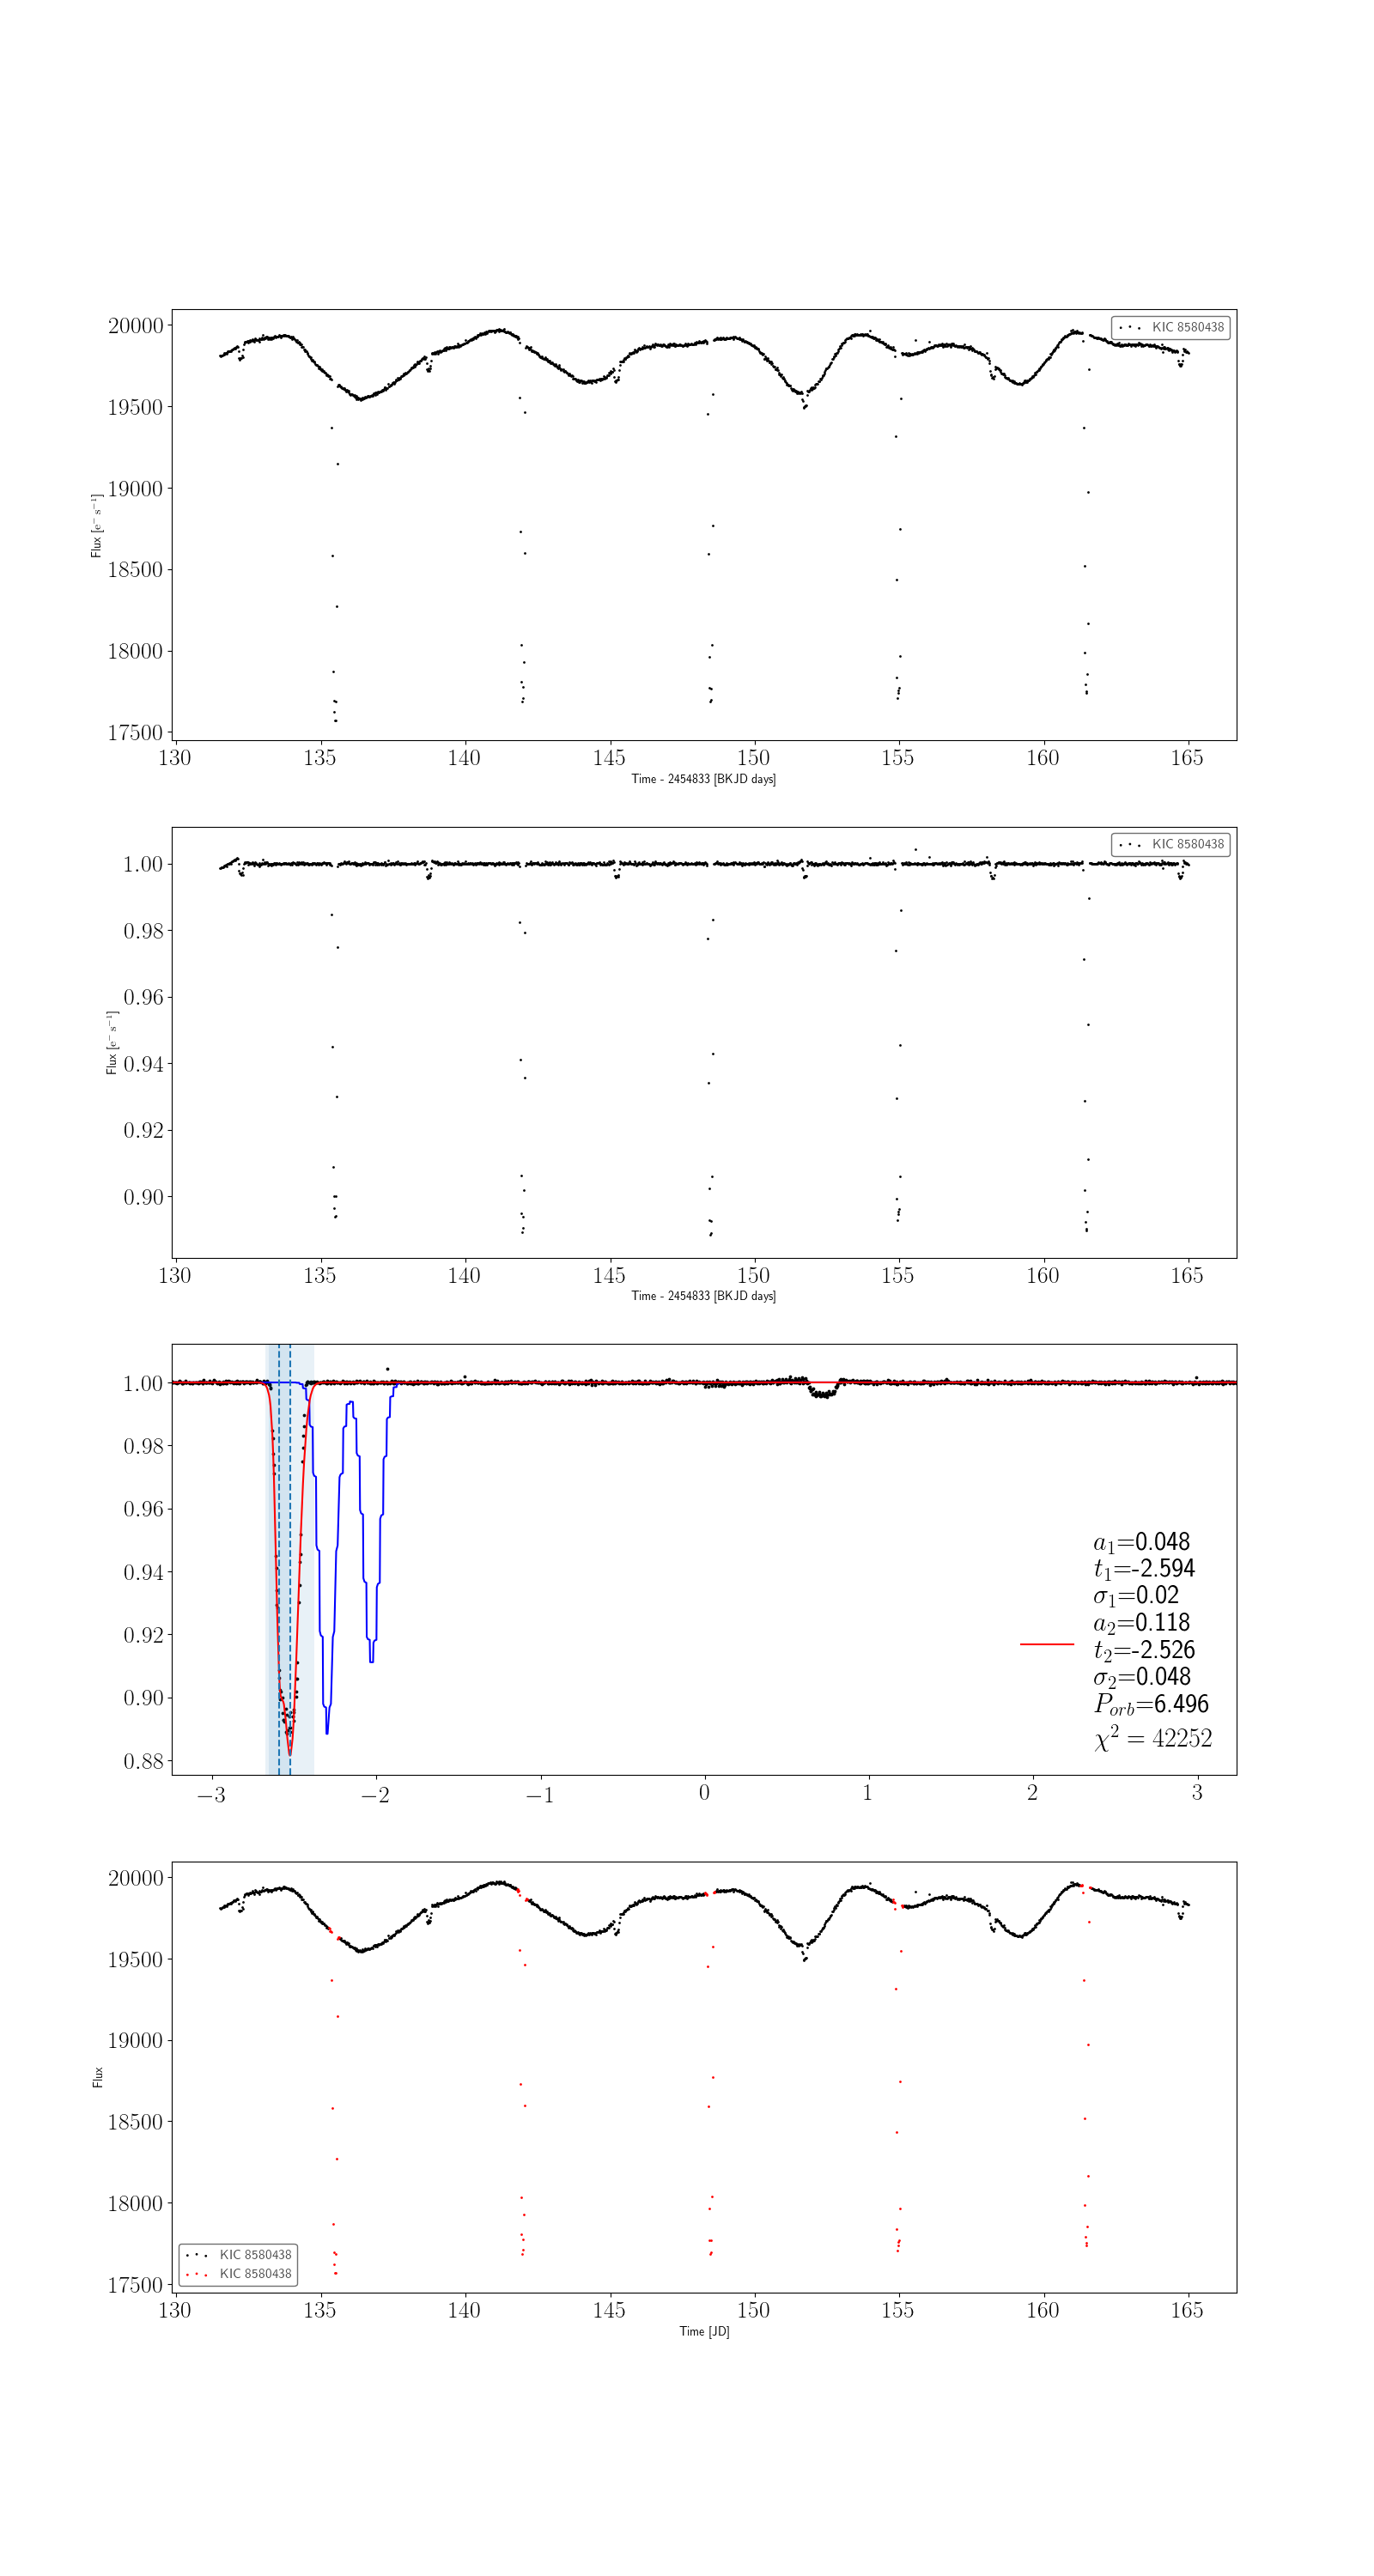 KIC 8580438
20000
19500
19000
18500
18000
17500
Flux [e⁻ s⁻¹]
130 135 140 145 150 155 160 165
Time - 2454833 [BKJD days]
KIC 8580438
1.00
0.98
0.96
0.94
0.92
0.90
Flux [e⁻ s⁻¹]
130 135 140 145 150 155 160 165
Time - 2454833 [BKJD days]
1.00
0.98
0.96
0.94
0.92
0.90
0.88
a₁=0.048
t₁=-2.594
σ₁=0.02
a₂=0.118
t₂=-2.526
σ₂=0.048
P_orb=6.496
χ² = 42252
−3 −2 −1 0 1 2 3
20000
19500
19000
18500
18000
17500
Flux
KIC 8580438
KIC 8580438
130 135 140 145 150 155 160 165
Time [JD]